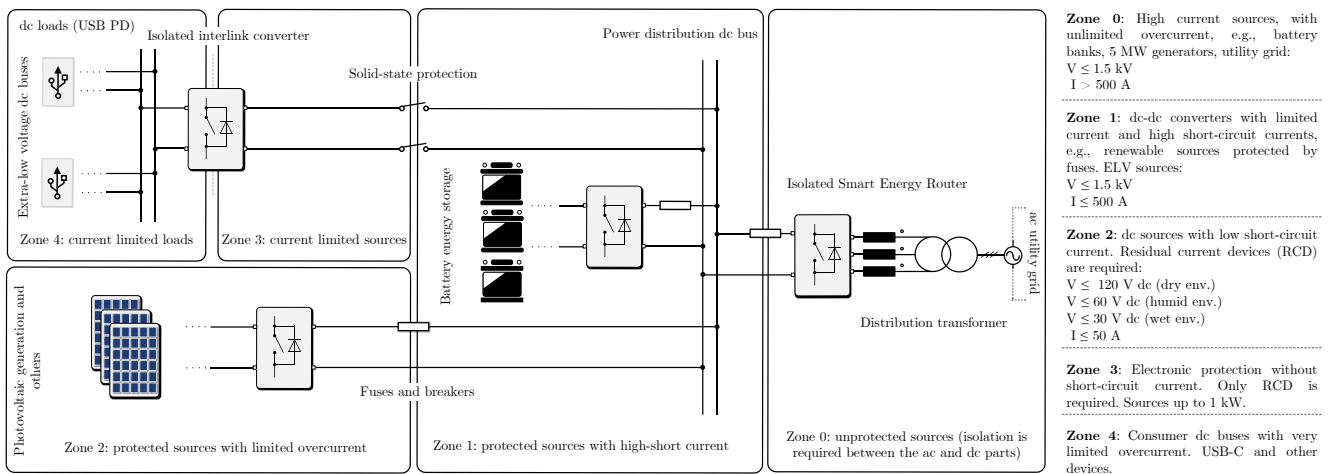 dc loads (USB PD)
Isolated interlink converter
Extra-low voltage dc buses
Zone 4: current limited loads
Solid-state protection
Zone 3: current limited sources
Power distribution dc bus
Battery energy storage
Isolated Smart Energy Router
ac utility grid
Distribution transformer
Photovoltaic generation and
others
Fuses and breakers
Zone 2: protected sources with limited overcurrent
Zone 1: protected sources with high-short current
Zone 0: unprotected sources (isolation is
required between the ac and dc parts)
Zone 0: High current sources, with
unlimited overcurrent, e.g., battery
banks, 5 MW generators, utility grid:
V ≤ 1.5 kV
I > 500 A
Zone 1: dc-dc converters with limited
current and high short-circuit currents,
e.g., renewable sources protected by
fuses. ELV sources:
V ≤ 1.5 kV
I ≤ 500 A
Zone 2: dc sources with low short-circuit
current. Residual current devices (RCD)
are required:
V ≤ 120 V dc (dry env.)
V ≤ 60 V dc (humid env.)
V ≤ 30 V dc (wet env.)
I ≤ 50 A
Zone 3: Electronic protection without
short-circuit current. Only RCD is
required. Sources up to 1 kW.
Zone 4: Consumer dc buses with very
limited overcurrent. USB-C and other
devices.